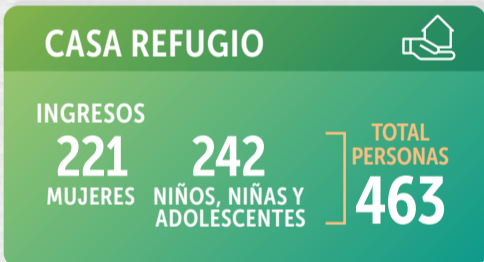 CASA REFUGIO
INGRESOS
221
MUJERES
242
NIÑOS, NIÑAS Y
ADOLESCENTES
TOTAL
PERSONAS
463